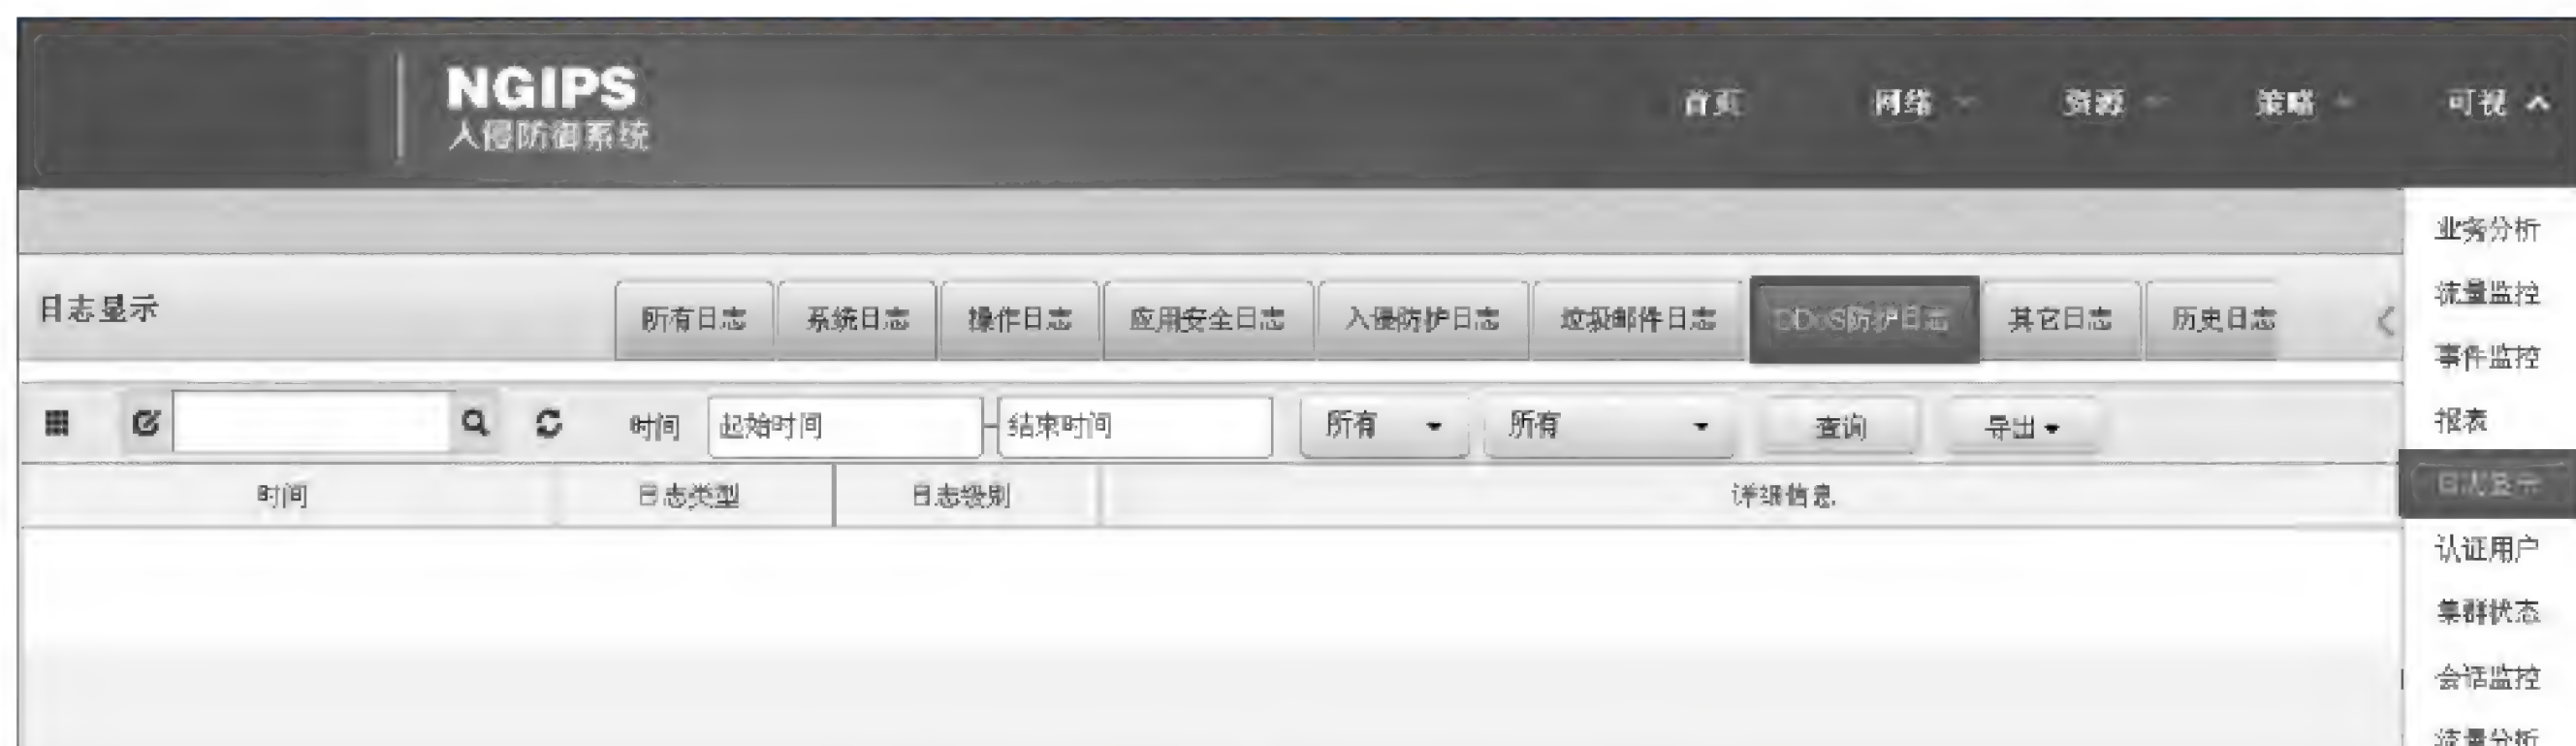 NGIPS
入侵防御系统
首页 网络 资源 策略 可视
日志显示 所有日志 系统日志 操作日志 应用安全日志 入侵防护日志 垃圾邮件日志 DDoS防护日志 其它日志 历史日志
时间 起始时间 - 结束时间 所有 所有 查询 导出
时间 日志类型 日志级别 详细信息
业务分析
流量监控
事件监控
报表
日志显示
认证用户
集群状态
会话监控
流量分析